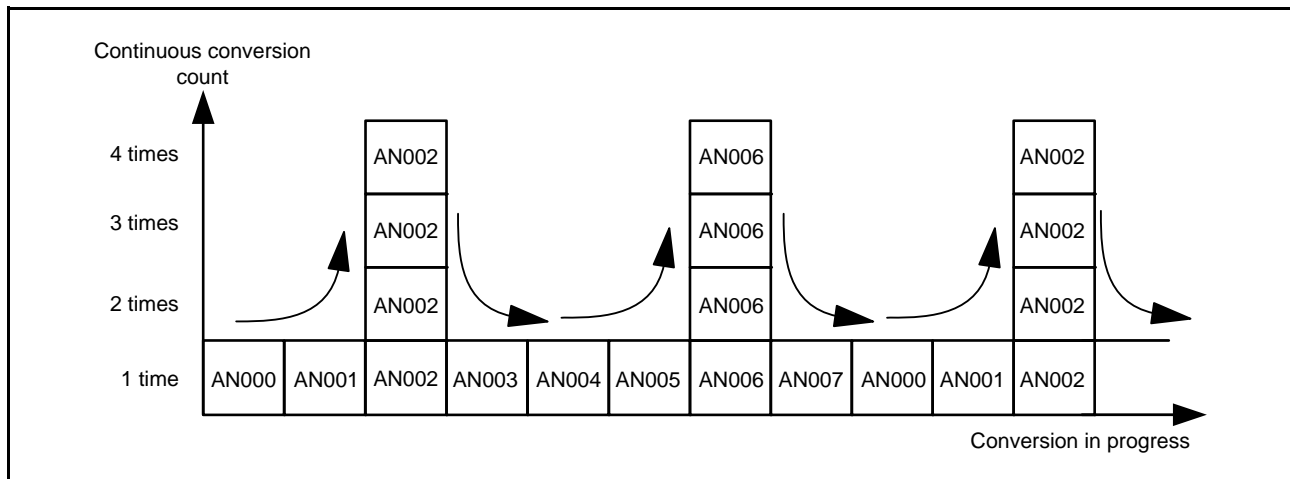 Continuous conversion
count
4 times
AN002
AN006
AN002
3 times
AN002
AN006
AN002
2 times
AN002
AN006
AN002
1 time
AN000
AN001
AN002
AN003
AN004
AN005
AN006
AN007
AN000
AN001
AN002
Conversion in progress